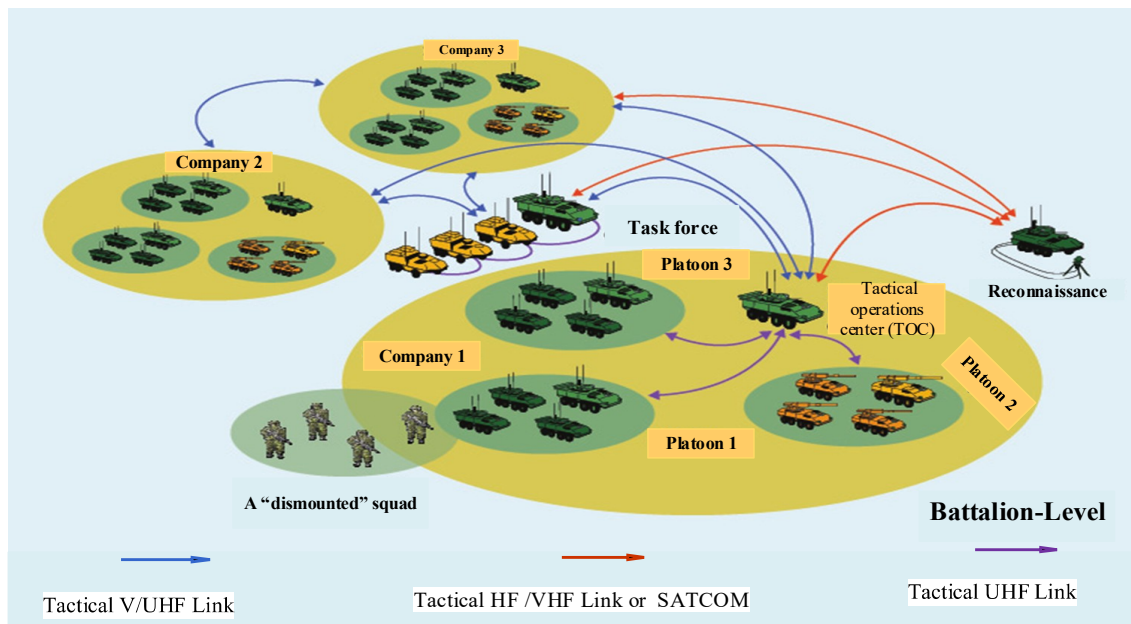 Company 3
Company 2
Task force
Platoon 3
Tactical
operations
center (TOC)
Reconnaissance
Company 1
Platoon 2
Platoon 1
A “dismounted” squad
Battalion-Level
Tactical V/UHF Link
Tactical HF /VHF Link or SATCOM
Tactical UHF Link